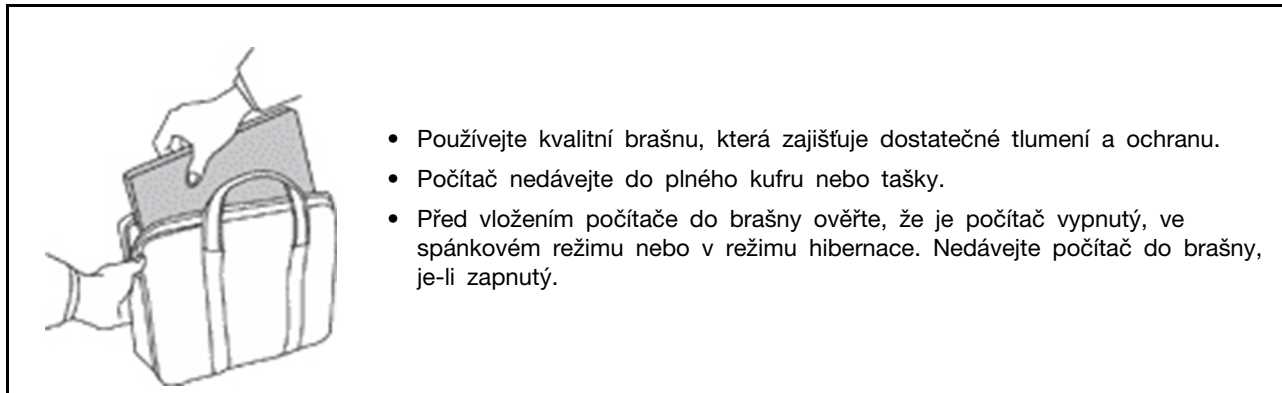 • Používejte kvalitní brašnu, která zajišťuje dostatečné tlumení a ochranu.
• Počítač nedávejte do plného kufru nebo tašky.
• Před vložením počítače do brašny ověřte, že je počítač vypnutý, ve
spánkovém režimu nebo v režimu hibernace. Nedávejte počítač do brašny,
je-li zapnutý.